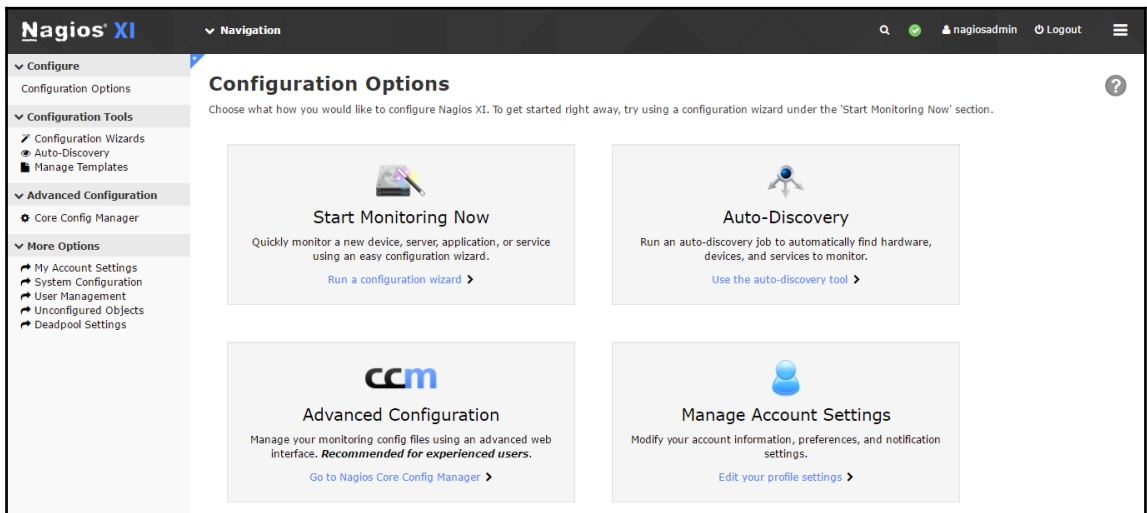 Nagios® XI
Navigation
nagiosadmin
Logout
Configure
Configuration Options
Configuration Tools
Configuration Wizards
Auto-Discovery
Manage Templates
Advanced Configuration
Core Config Manager
More Options
My Account Settings
System Configuration
User Management
Unconfigured Objects
Deadpool Settings
Configuration Options
Choose what how you would like to configure Nagios XI. To get started right away, try using a configuration wizard under the 'Start Monitoring Now' section.
?
Start Monitoring Now
Quickly monitor a new device, server, application, or service
using an easy configuration wizard.
Run a configuration wizard
Auto-Discovery
Run an auto-discovery job to automatically find hardware,
devices, and services to monitor.
Use the auto-discovery tool
ccm
Advanced Configuration
Manage your monitoring config files using an advanced web
interface. Recommended for experienced users.
Go to Nagios Core Config Manager
Manage Account Settings
Modify your account information, preferences, and notification
settings.
Edit your profile settings